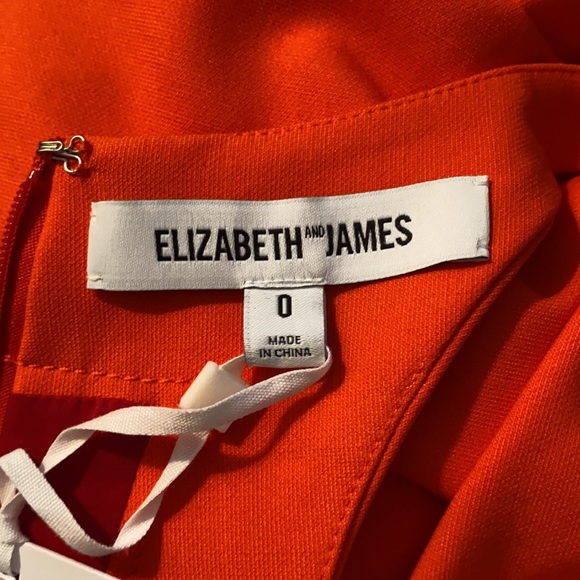 ELIZABETH AND JAMES
0
MADE
IN CHINA